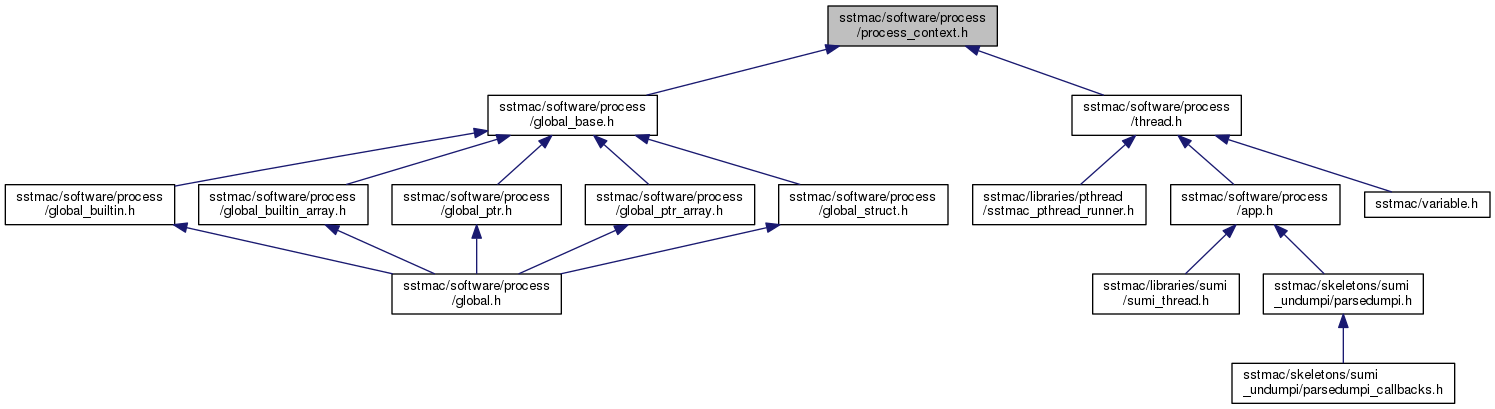 sstmac/software/process
/process_context.h
sstmac/software/process
/global_base.h
sstmac/software/process
/thread.h
sstmac/software/process
/global_builtin.h
sstmac/software/process
/global_builtin_array.h
sstmac/software/process
/global_ptr.h
sstmac/software/process
/global_ptr_array.h
sstmac/software/process
/global_struct.h
sstmac/libraries/pthread
/sstmac_pthread_runner.h
sstmac/software/process
/app.h
sstmac/variable.h
sstmac/software/process
/global.h
sstmac/libraries/sumi
/sumi_thread.h
sstmac/skeletons/sumi
_undumpi/parsedumpi.h
sstmac/skeletons/sumi
_undumpi/parsedumpi_callbacks.h